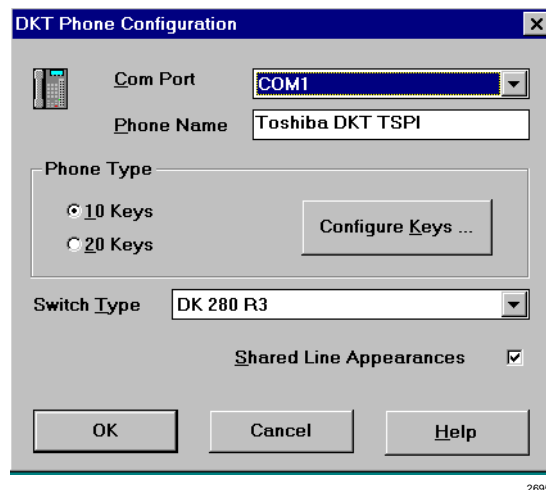 DKT Phone Configuration
Com Port COM1
Phone Name Toshiba DKT TSPI
Phone Type
10 Keys
Configure Keys ...
20 Keys
Switch Type DK 280 R3
Shared Line Appearances
OK Cancel Help